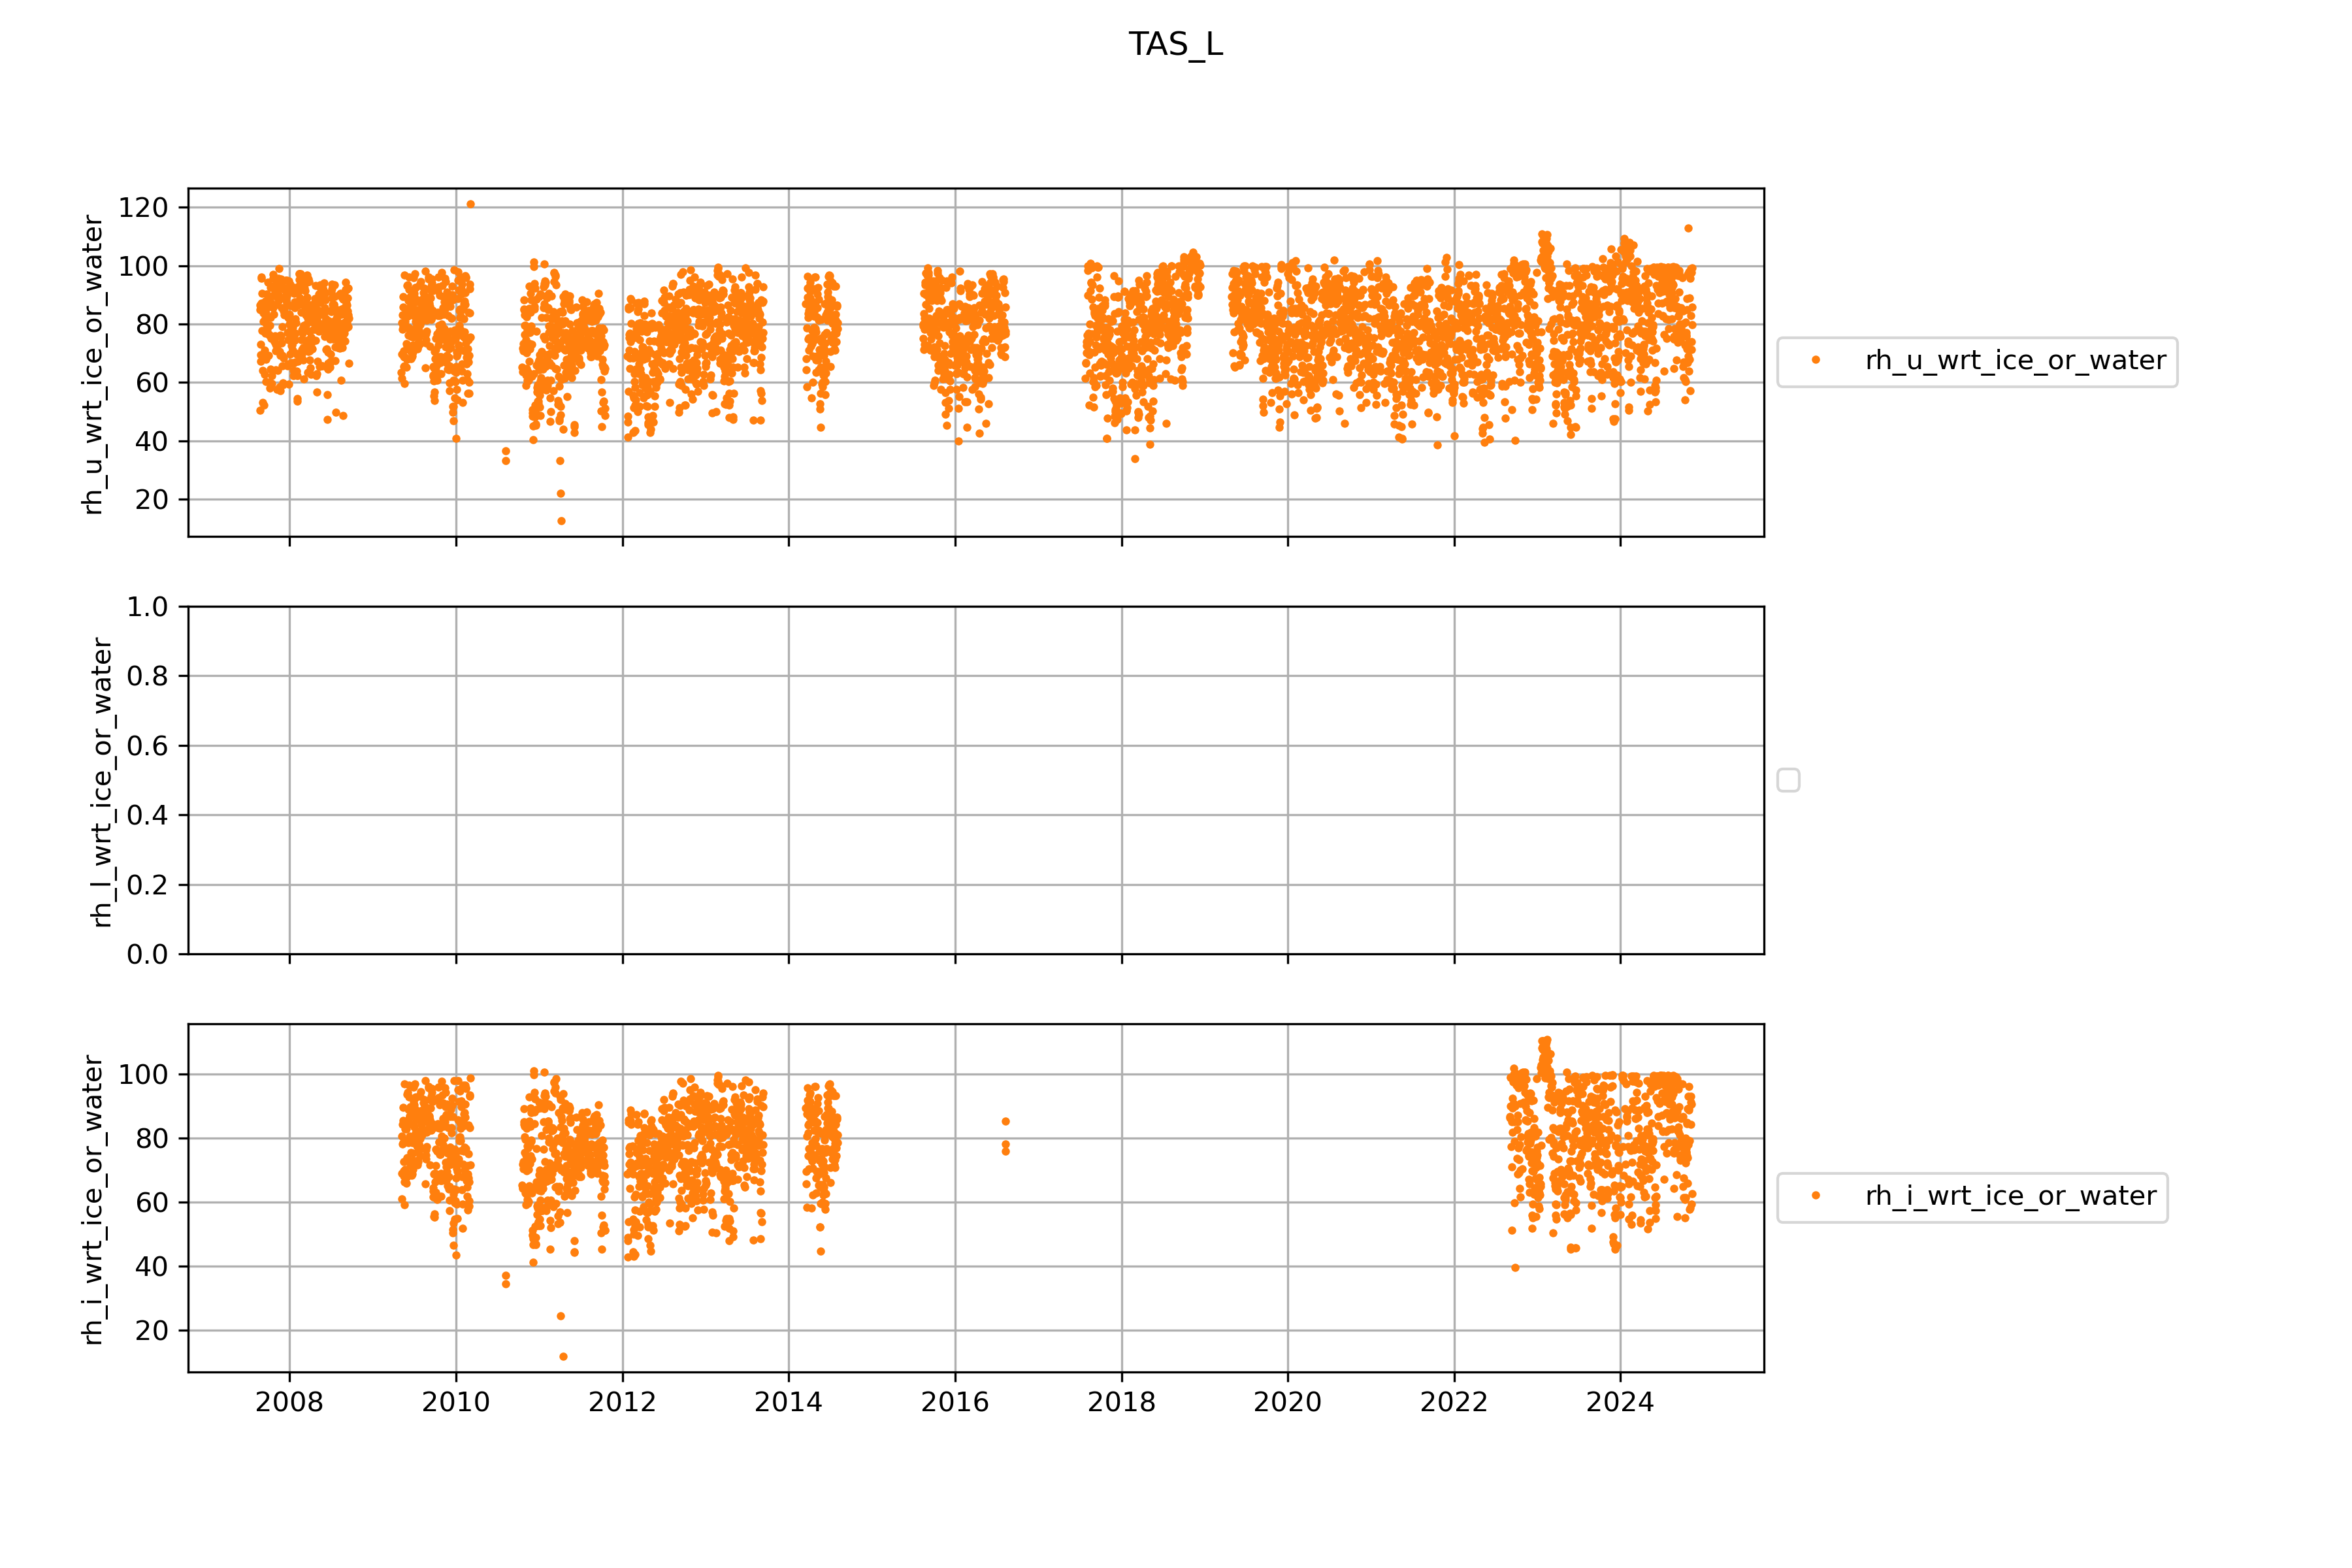 TAS_L
rh_u_wrt_ice_or_water
120
100
80
60
40
20
rh_u_wrt_ice_or_water
rh_l_wrt_ice_or_water
1.0
0.8
0.6
0.4
0.2
0.0
rh_i_wrt_ice_or_water
100
80
60
40
20
rh_i_wrt_ice_or_water
2008 2010 2012 2014 2016 2018 2020 2022 2024